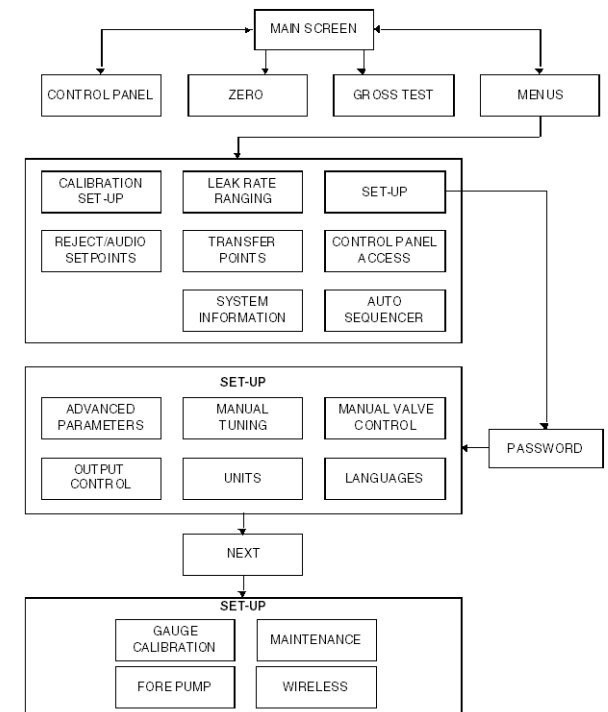 MAIN SCREEN
CONTROL PANEL
ZERO
GROSS TEST
MENUS
CALIBRATION
SET-UP
LEAK RATE
RANGING
SET-UP
REJECT/AUDIO
SETPOINTS
TRANSFER
POINTS
CONTROL PANEL
ACCESS
SYSTEM
INFORMATION
AUTO
SEQUENCER
SET-UP
ADVANCED
PARAMETERS
MANUAL
TUNING
MANUAL VALVE
CONTROL
PASSWORD
OUTPUT
CONTROL
UNITS
LANGUAGES
NEXT
SET-UP
GAUGE
CALIBRATION
MAINTENANCE
FORE PUMP
WIRELESS